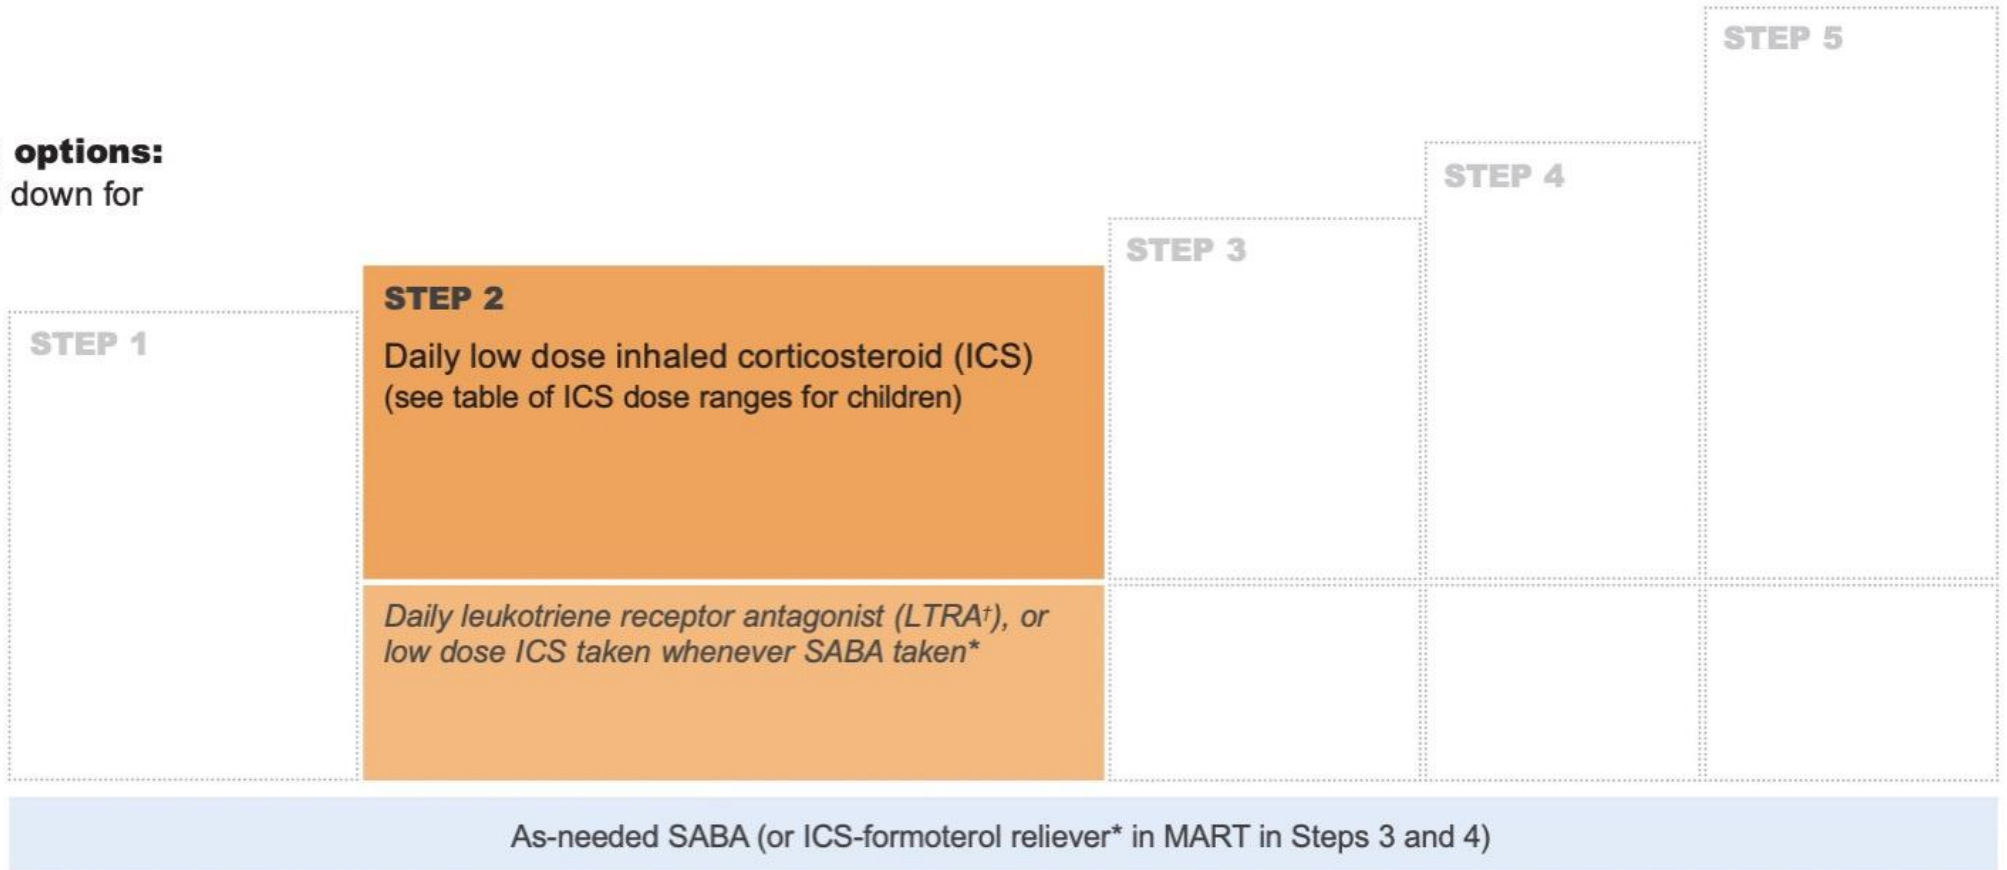 options:
down for
STEP 1
STEP 2
Daily low dose inhaled corticosteroid (ICS)
(see table of ICS dose ranges for children)
Daily leukotriene receptor antagonist (LTRA†), or
low dose ICS taken whenever SABA taken*
STEP 3
STEP 4
STEP 5
As-needed SABA (or ICS-formoterol reliever* in MART in Steps 3 and 4)